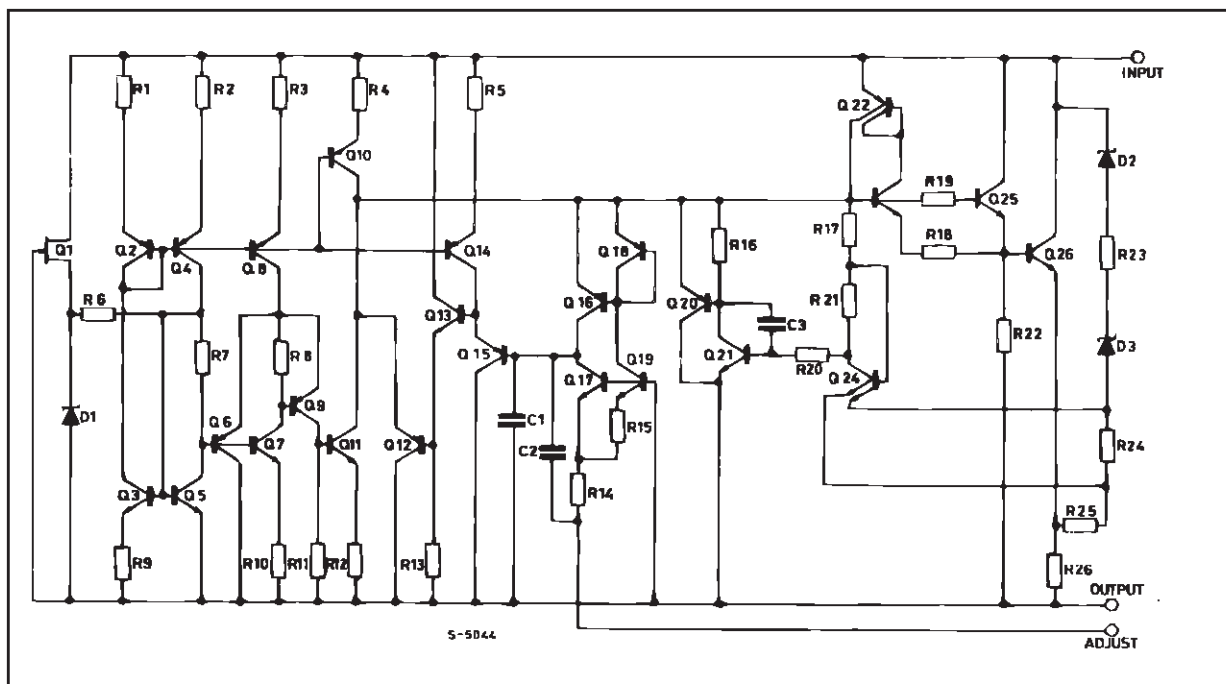 INPUT
R1
R2
R3
R4
R5
Q22
Q10
D2
R19
Q25
Q1
Q2
Q4
Q8
Q14
Q18
R16
R17
R18
Q26
R23
R6
Q13
Q16
Q20
C3
R21
R22
D3
R7
R8
Q15
Q19
Q21
R20
Q24
Q9
Q17
D1
Q6
Q7
Q11
Q12
C1
C2
R15
R24
Q3
Q5
R14
R25
R9
R10
R11
R12
R13
R26
OUTPUT
S-5044
ADJUST